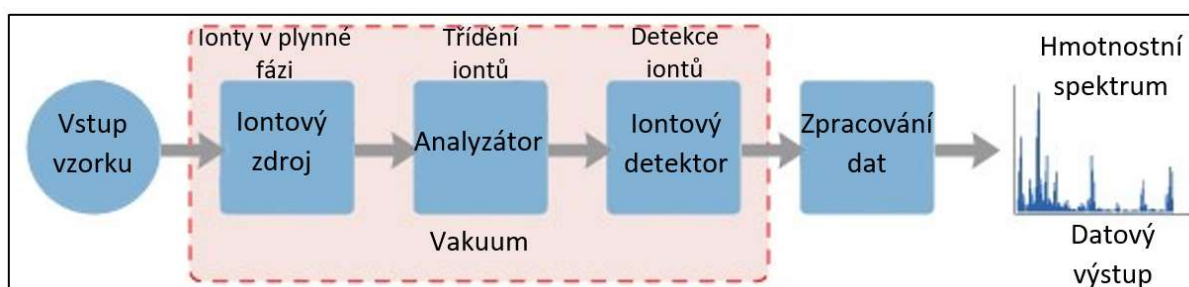 Ionty v plynné
fázi
Třídění
iontů
Detekce
iontů
Hmotnostní
spektrum
Vstup
vzorku
Iontový
zdroj
Analyzátor
Iontový
detektor
Zpracování
dat
Vakuum
Datový
výstup